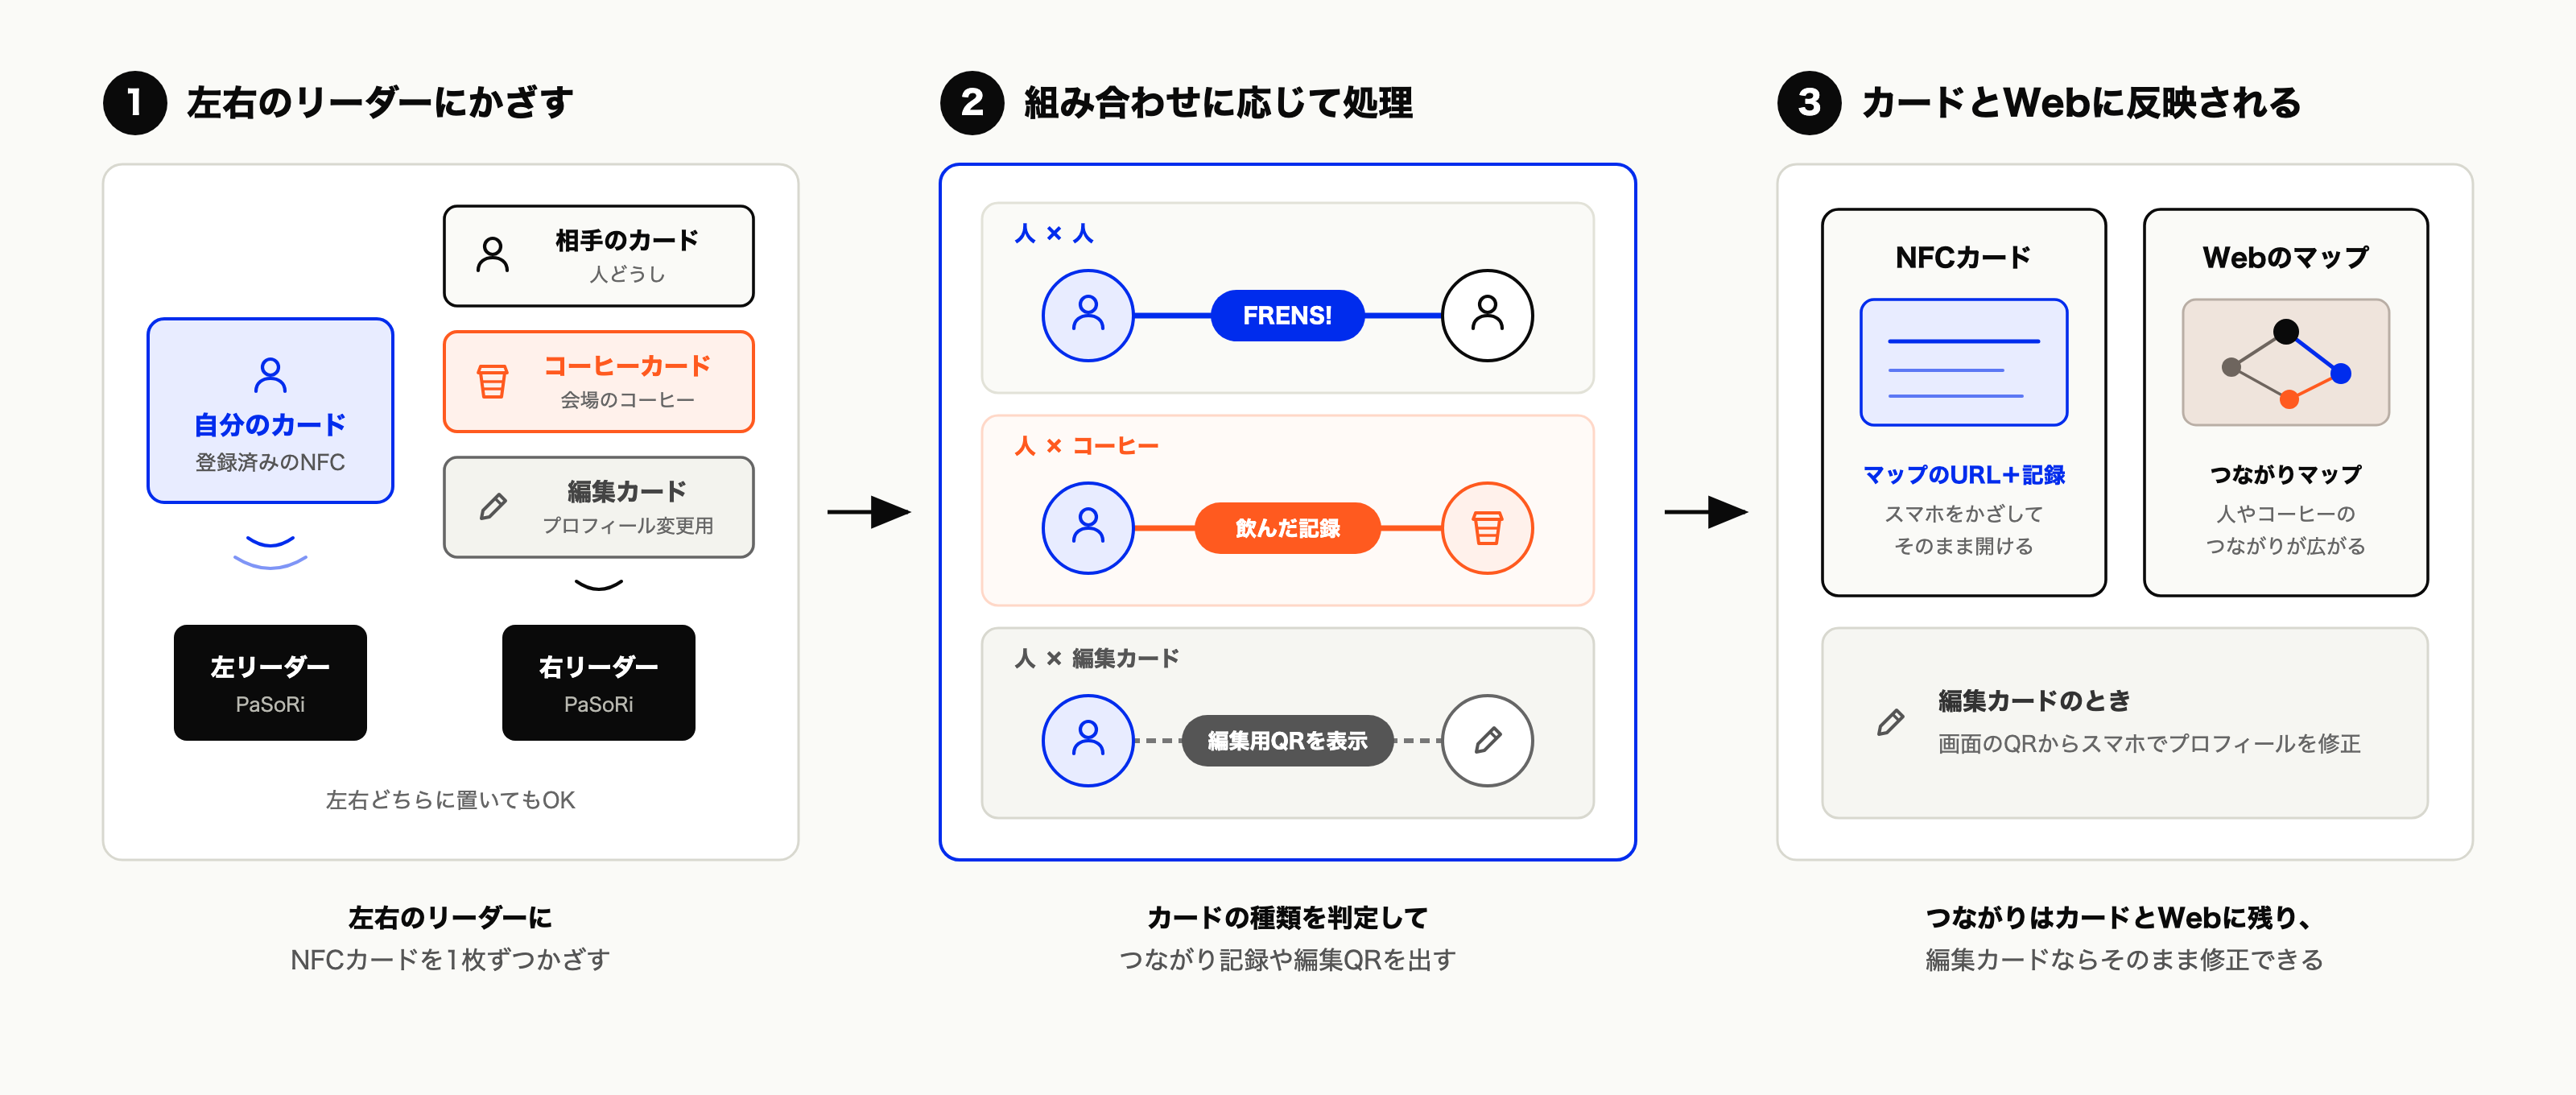 1 左右のリーダーにかざす
相手のカード
人どうし
コーヒーカード
会場のコーヒー
自分のカード
登録済みのNFC
編集カード
プロフィール変更用
左リーダー
PaSoRi
右リーダー
PaSoRi
左右どちらに置いてもOK
左右のリーダーに
NFCカードを1枚ずつかざす
2 組み合わせに応じて処理
人 × 人
FRENS!
人 × コーヒー
飲んだ記録
人 × 編集カード
編集用QRを表示
カードの種類を判定して
つながり記録や編集QRを出す
3 カードとWebに反映される
NFCカード
マップのURL+記録
スマホをかざして
そのまま開ける
Webのマップ
つながりマップ
人やコーヒーの
つながりが広がる
編集カードのとき
画面のQRからスマホでプロフィールを修正
つながりはカードとWebに残り、
編集カードならそのまま修正できる